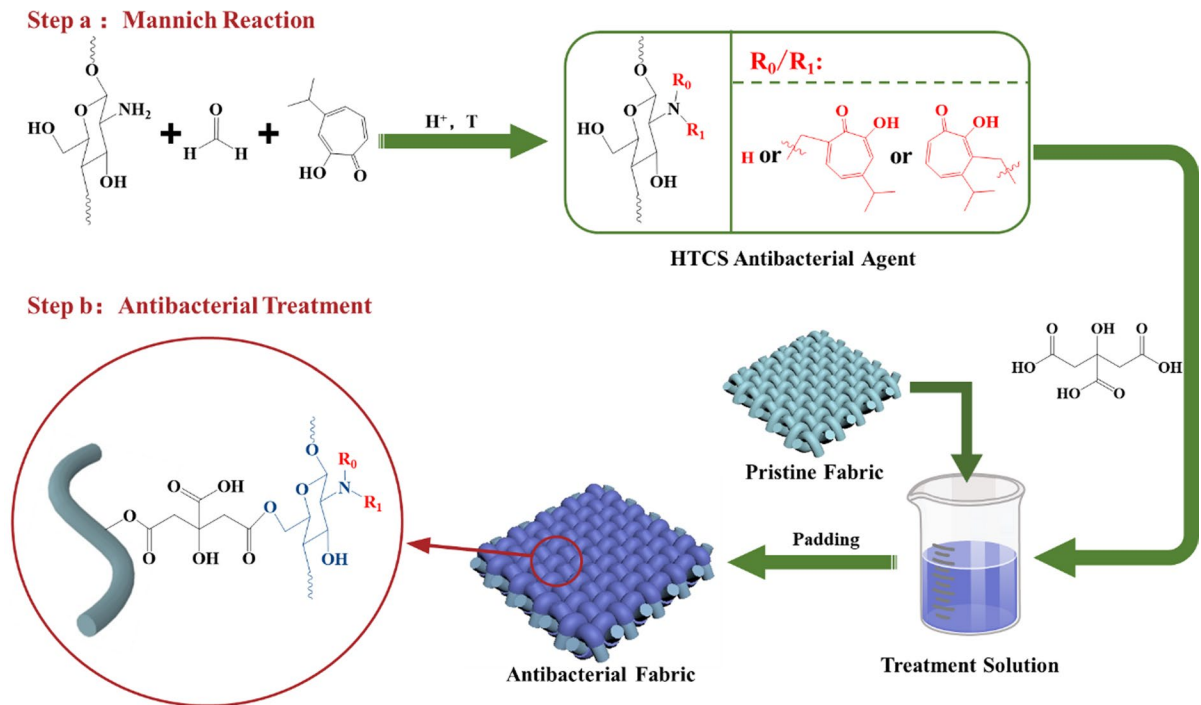 Step a：Mannich Reaction
O
O
NH₂
HO
OH
+
O
H
H
+
HO
O
H⁺, T
O
O
N
R₀
R₁
HO
OH
R₀/R₁:
H or
O
OH
or
O
OH
HTCS Antibacterial Agent
Step b：Antibacterial Treatment
O
OH
O
HO
OH
HO
O
Pristine Fabric
O
O
N
R₀
R₁
O
OH
O
O
O
OH
O
OH
Padding
Antibacterial Fabric
Treatment Solution